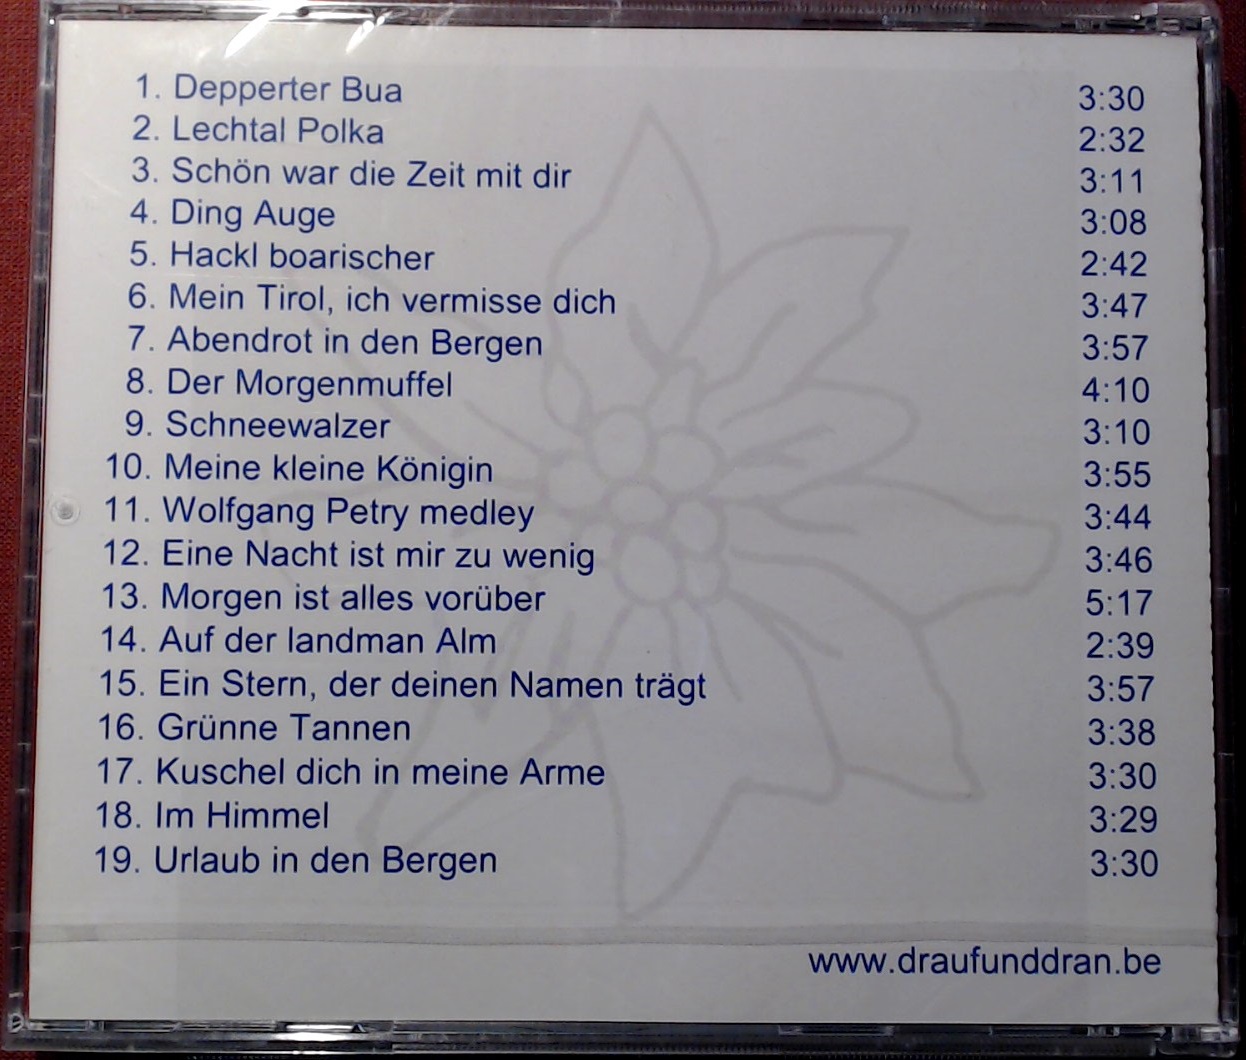 1. Depperter Bua 3:30
2. Lechtal Polka 2:32
3. Schön war die Zeit mit dir 3:11
4. Ding Auge 3:08
5. Hackl boarischer 2:42
6. Mein Tirol, ich vermisse dich 3:47
7. Abendrot in den Bergen 3:57
8. Der Morgenmuffel 4:10
9. Schneewalzer 3:10
10. Meine kleine Königin 3:55
11. Wolfgang Petry medley 3:44
12. Eine Nacht ist mir zu wenig 3:46
13. Morgen ist alles vorüber 5:17
14. Auf der landman Alm 2:39
15. Ein Stern, der deinen Namen trägt 3:57
16. Grünne Tannen 3:38
17. Kuschel dich in meine Arme 3:30
18. Im Himmel 3:29
19. Urlaub in den Bergen 3:30
www.draufunddran.be